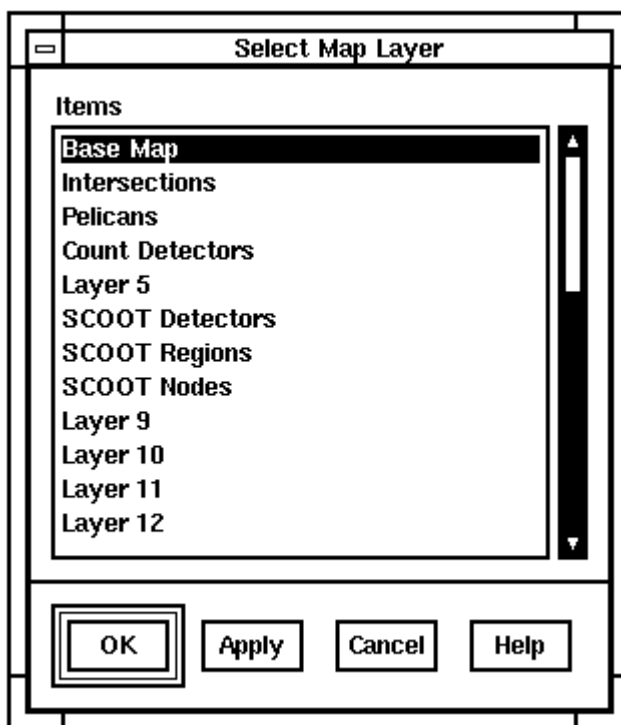 Select Map Layer
Items
Base Map
Intersections
Pelicans
Count Detectors
Layer 5
SCOOT Detectors
SCOOT Regions
SCOOT Nodes
Layer 9
Layer 10
Layer 11
Layer 12
OK Apply Cancel Help